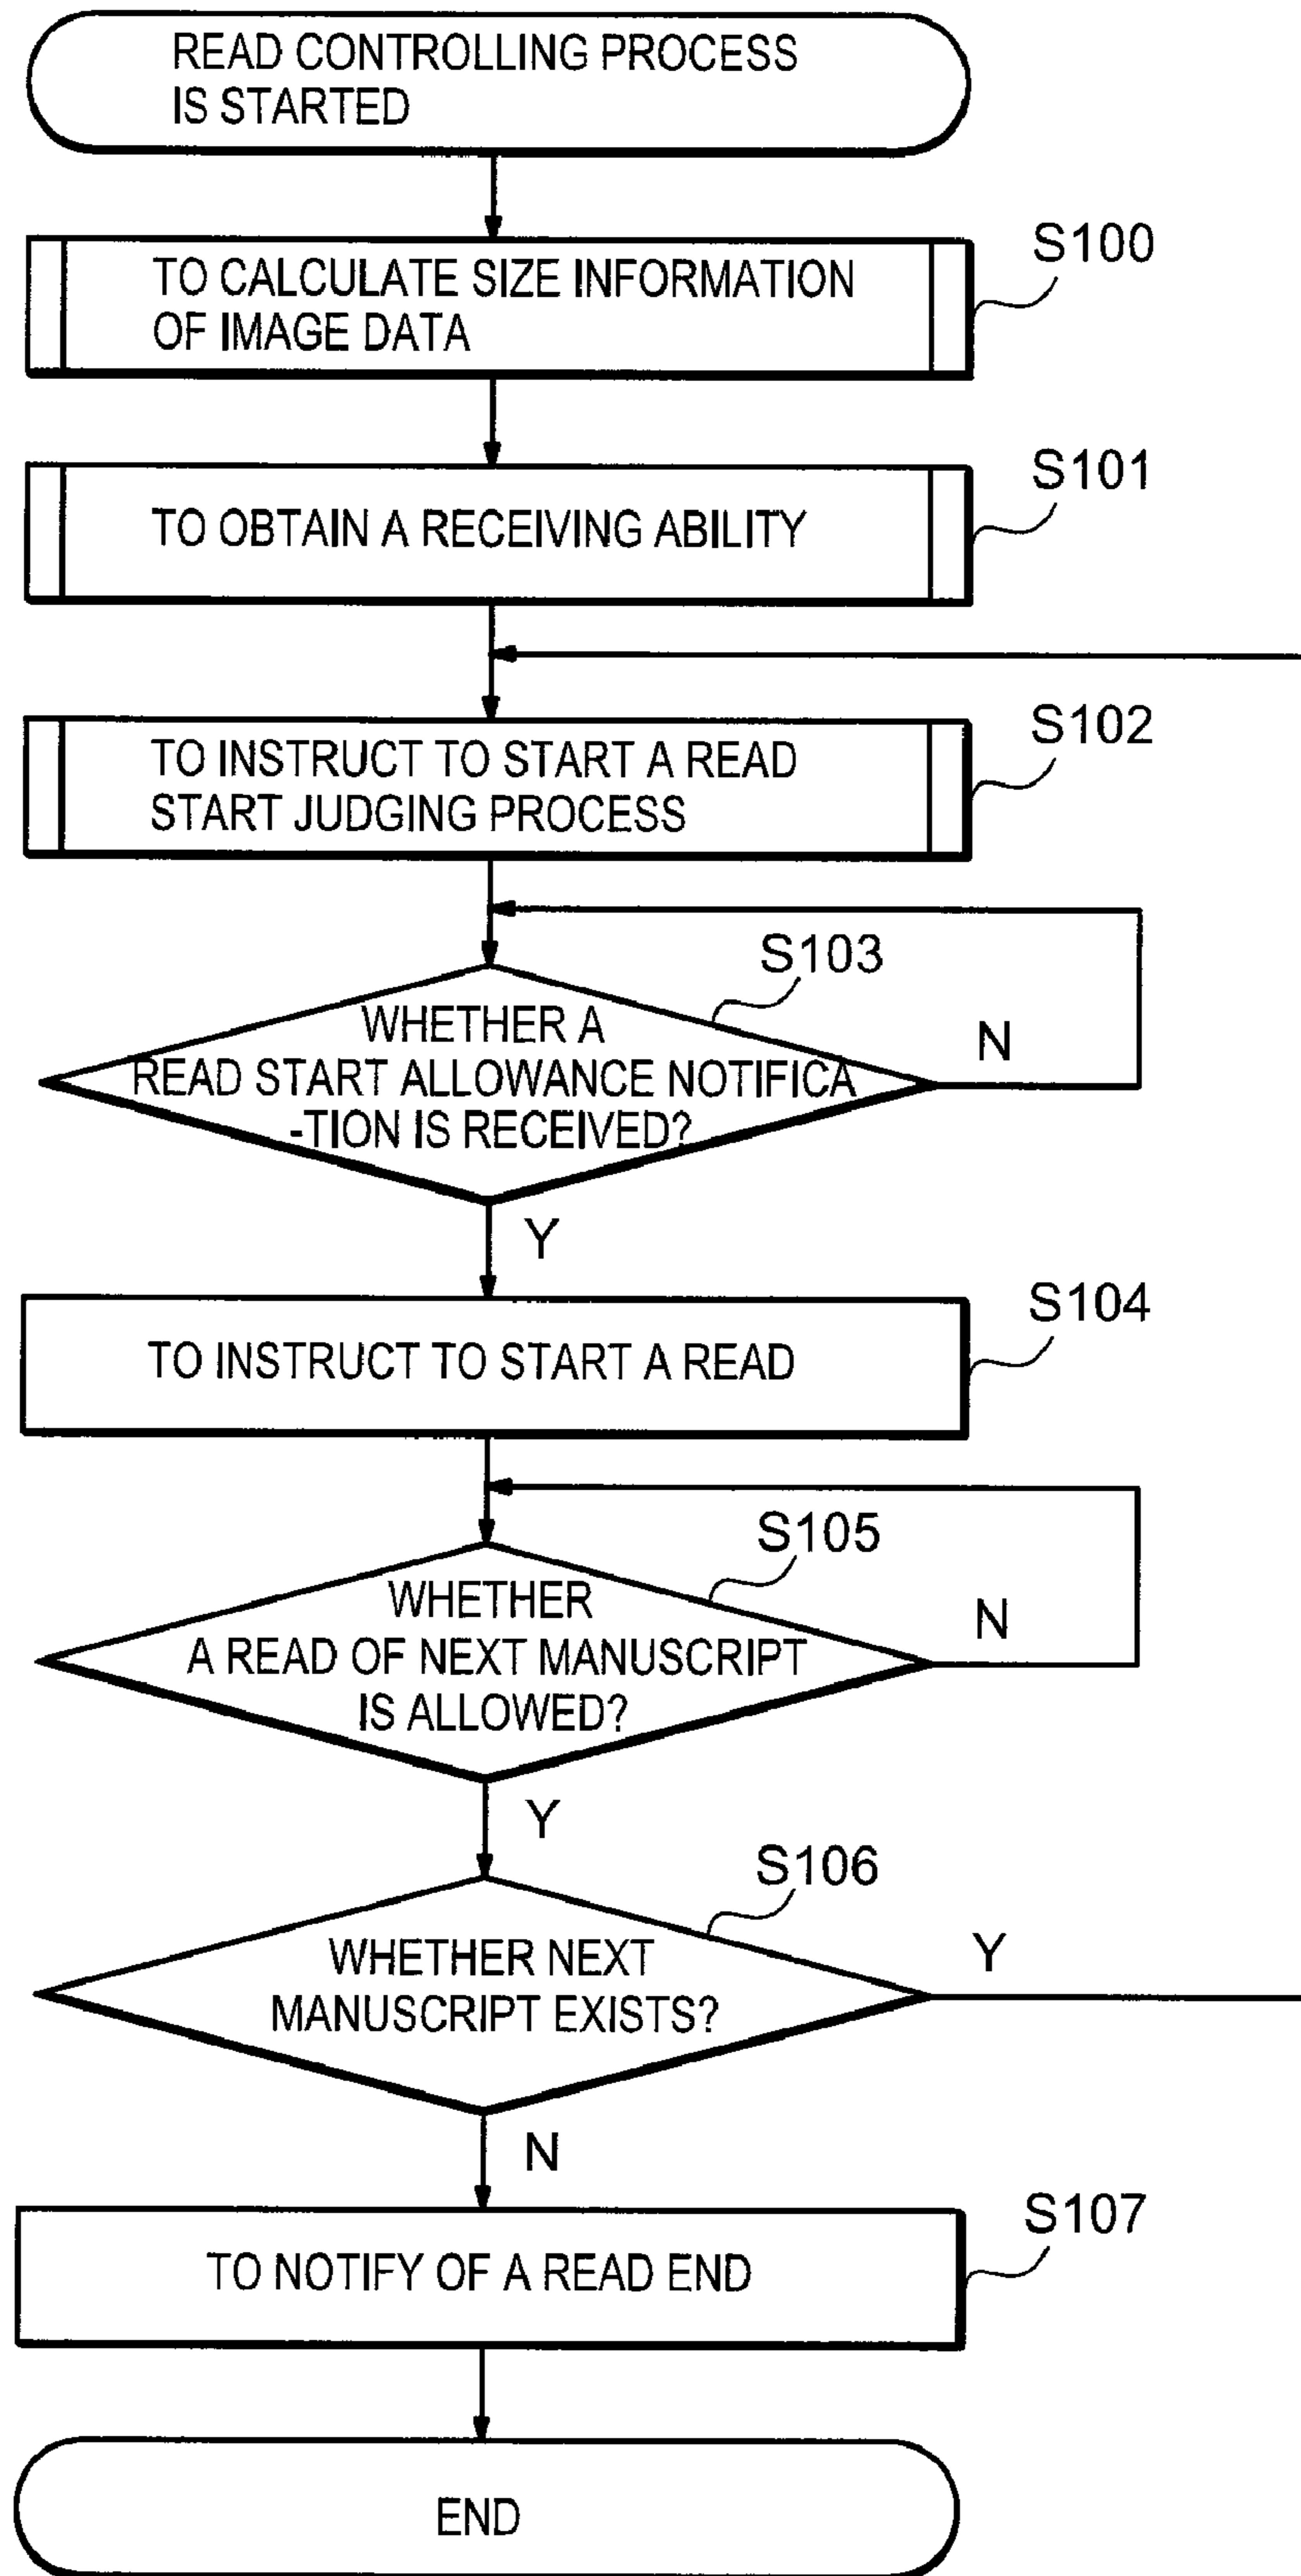 READ CONTROLLING PROCESS
IS STARTED
S100
TO CALCULATE SIZE INFORMATION
OF IMAGE DATA
S101
TO OBTAIN A RECEIVING ABILITY
S102
TO INSTRUCT TO START A READ
START JUDGING PROCESS
S103
WHETHER A
READ START ALLOWANCE NOTIFICA
-TION IS RECEIVED?
N
Y
S104
TO INSTRUCT TO START A READ
S105
WHETHER
A READ OF NEXT MANUSCRIPT
IS ALLOWED?
N
Y
S106
WHETHER NEXT
MANUSCRIPT EXISTS?
Y
N
S107
TO NOTIFY OF A READ END
END